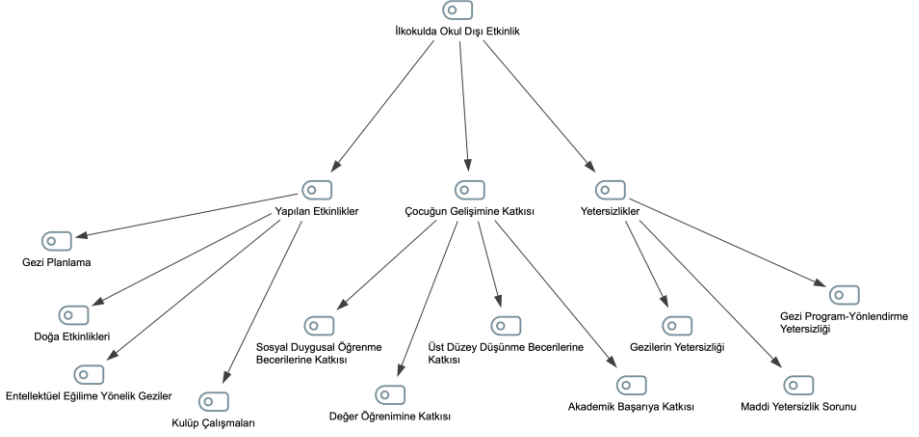 İlkokulda Okul Dışı Etkinlik
Yapılan Etkinlikler
Çocuğun Gelişimine Katkısı
Yetersizlikler
Gezi Planlama
Doğa Etkinlikleri
Entellektüel Eğilime Yönelik Geziler
Kulüp Çalışmaları
Sosyal Duygusal Öğrenme
Becerilerine Katkısı
Değer Öğrenimine Katkısı
Üst Düzey Düşünme Becerilerine
Katkısı
Akademik Başarıya Katkısı
Gezilerin Yetersizliği
Maddi Yetersizlik Sorunu
Gezi Program-Yönlendirme
Yetersizliği